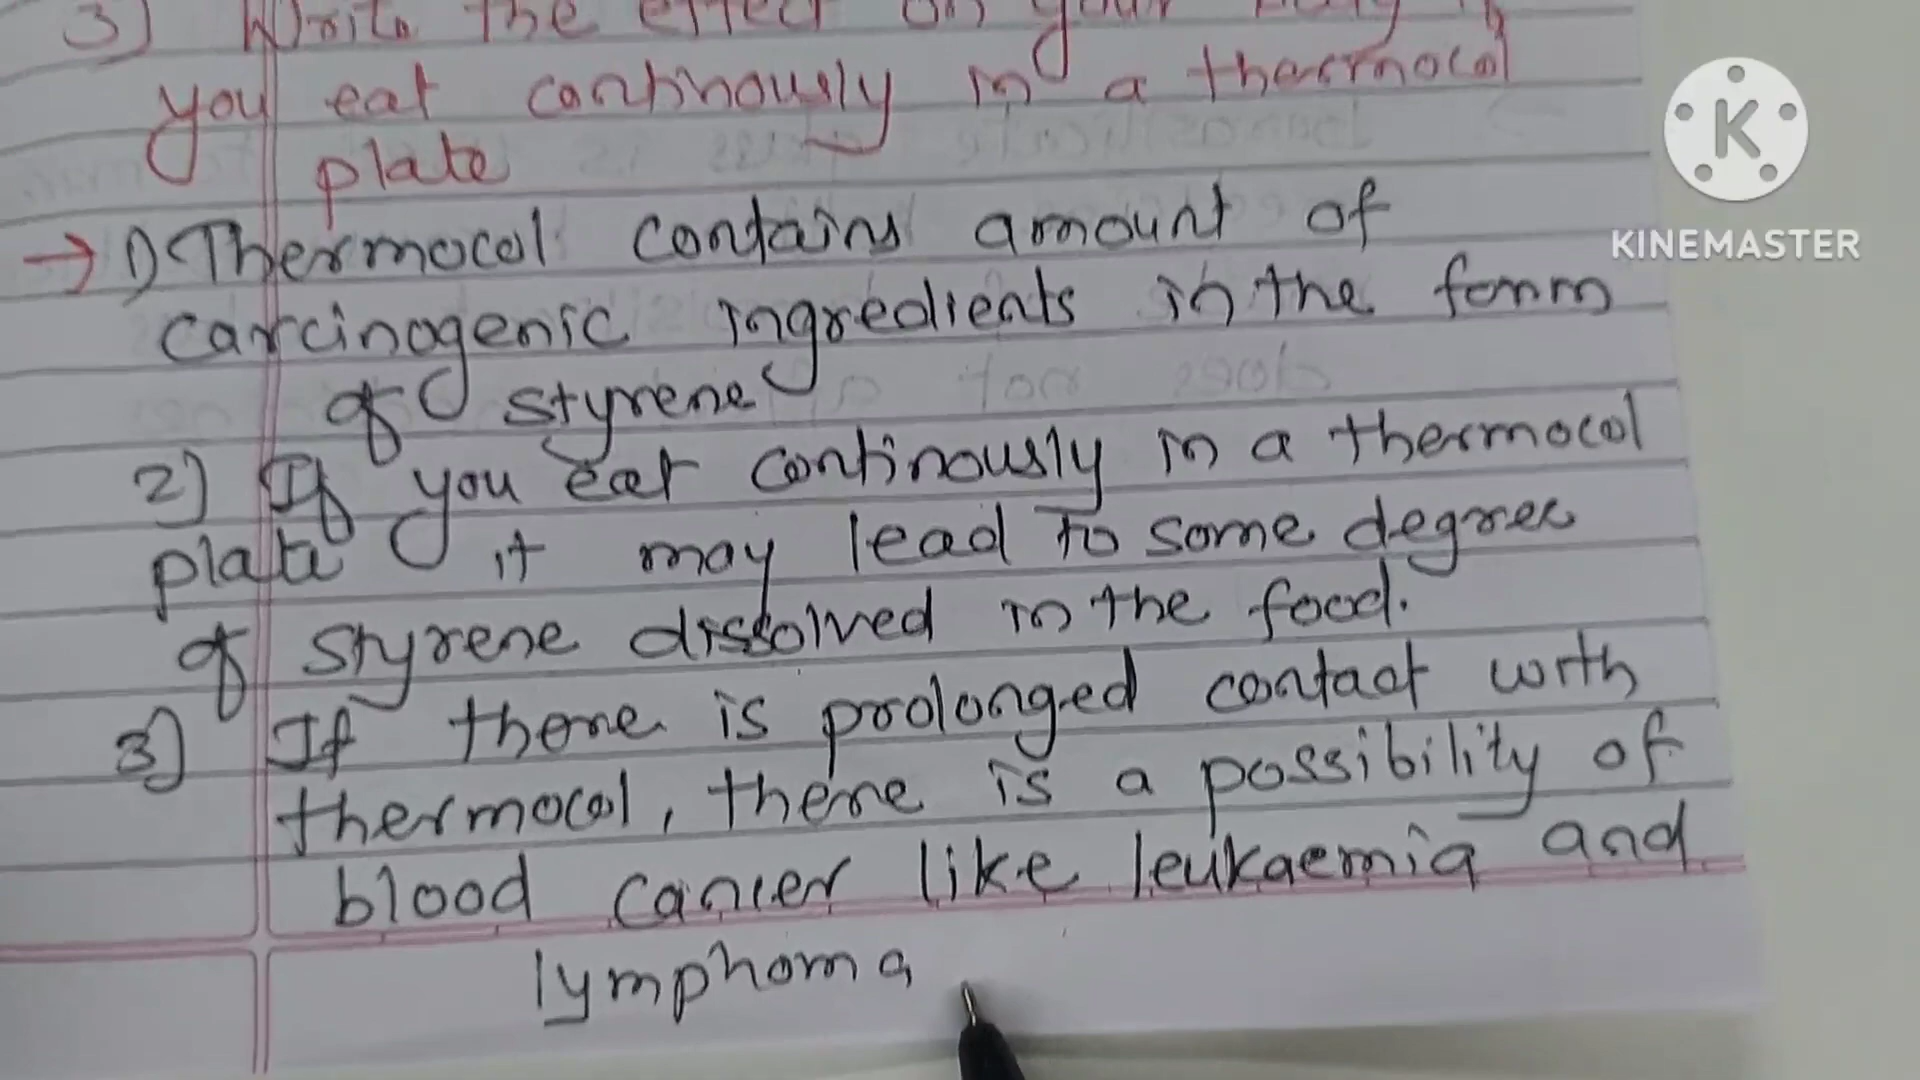 3) Write the effect on your body if
you eat continously in a thermocol
plate
→ 1) Thermocol contains amount of
carcinogenic ingredients in the form
of styrene
2) If you eat continously in a thermocol
plate it may lead to some degree
of styrene dissolved in the food.
3) If there is prolonged contact with
thermocol, there is a possibility of
blood cancer like leukaemia and
lymphoma
K
KINEMASTER